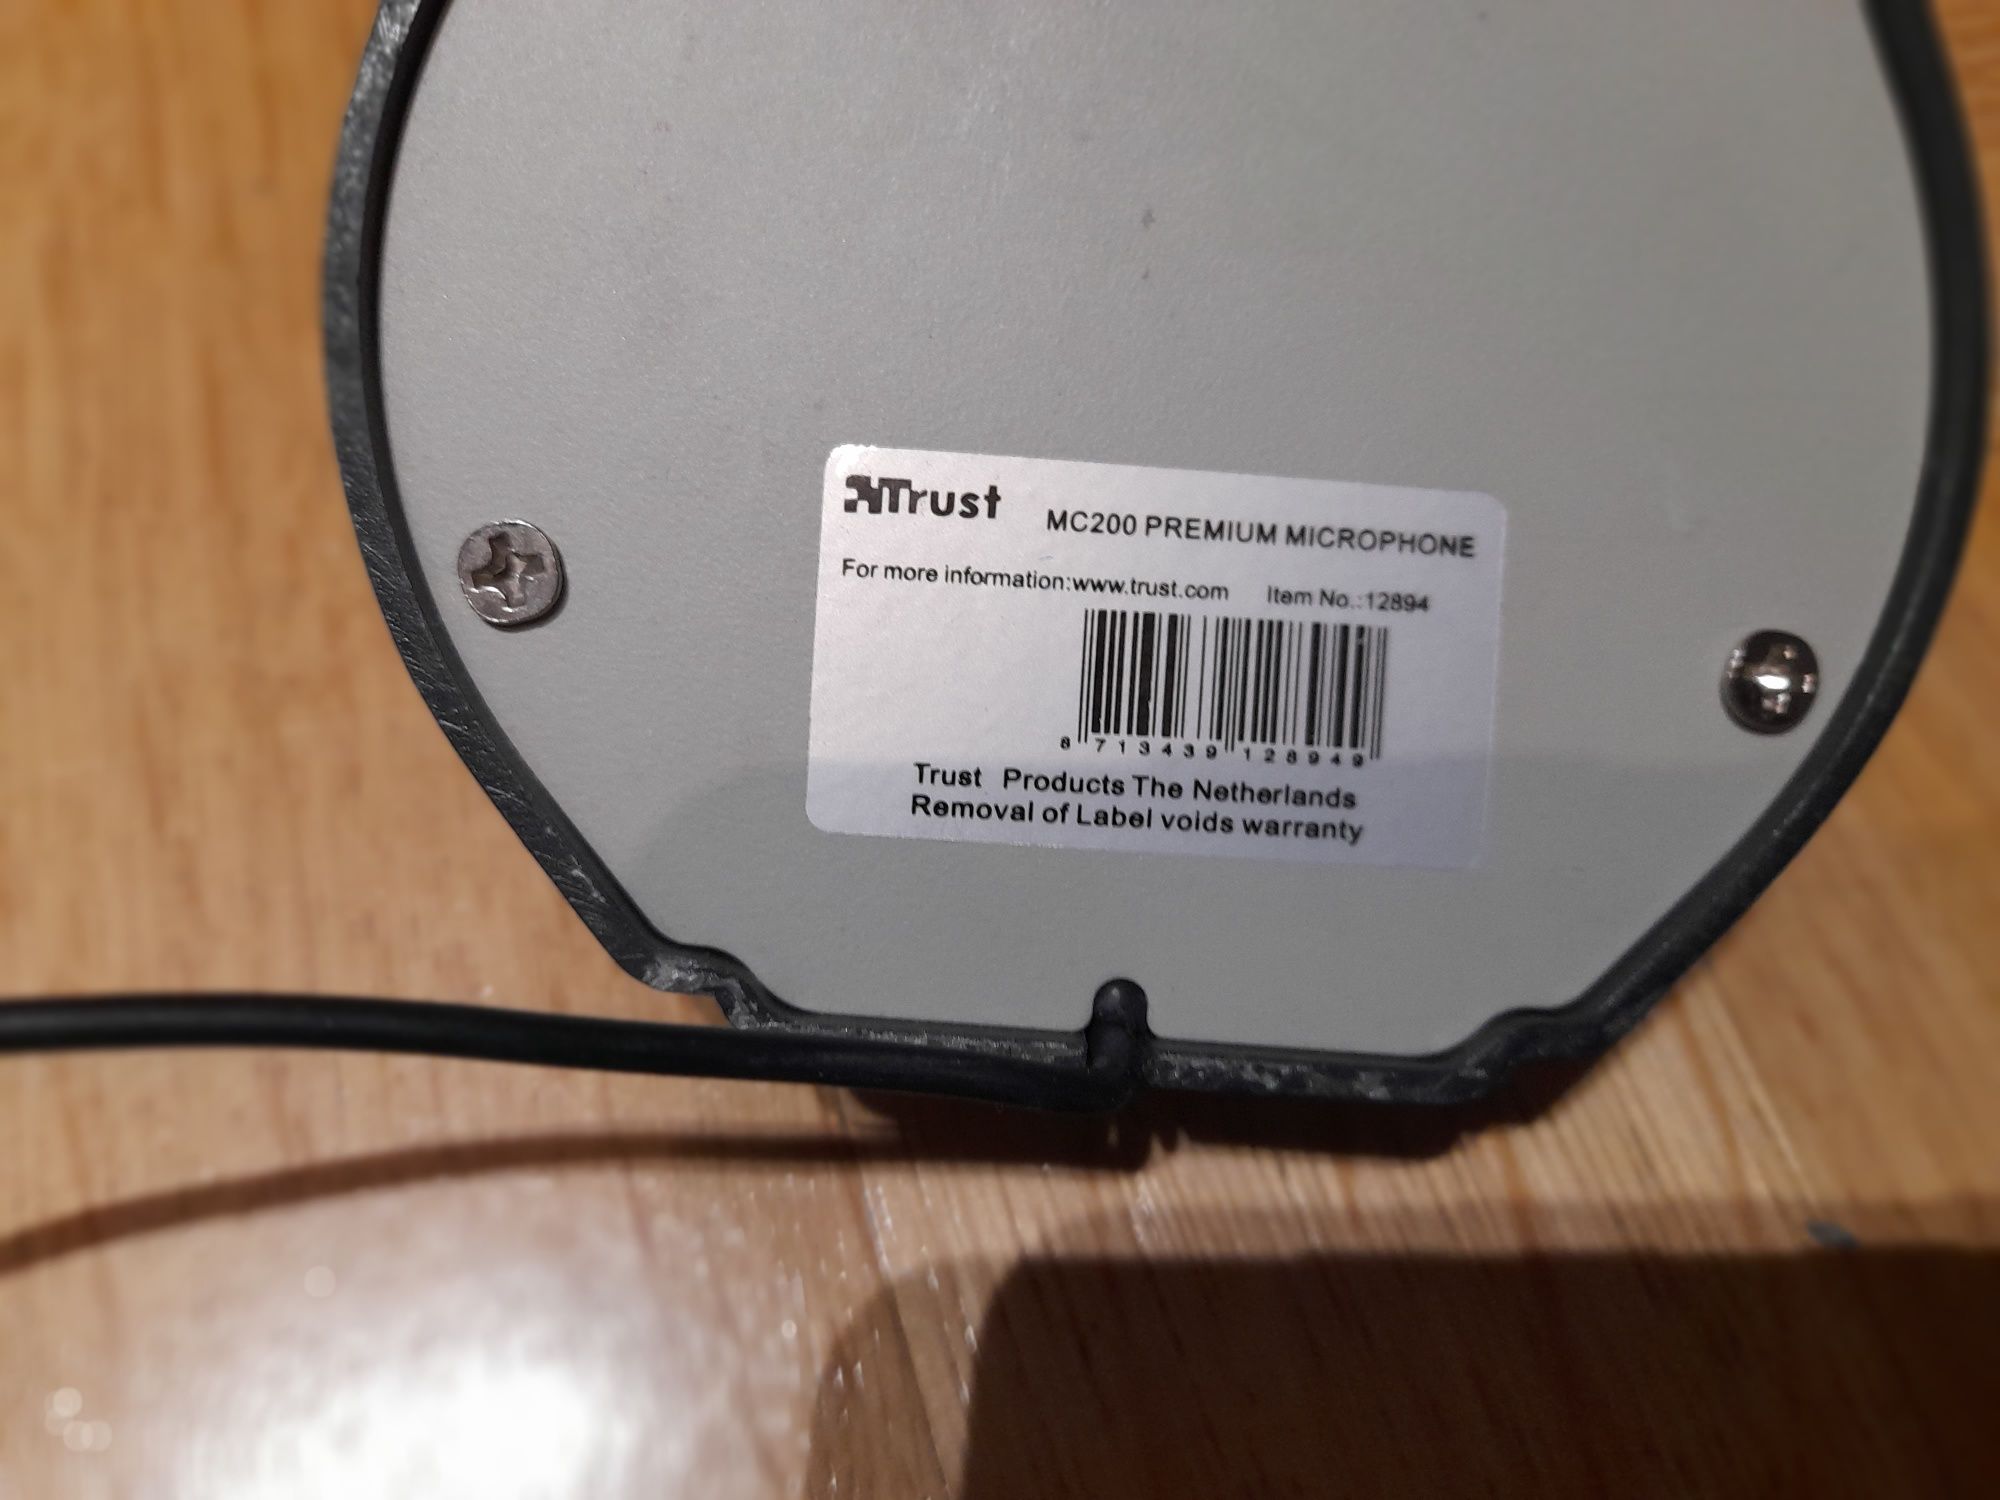 Trust MC200 PREMIUM MICROPHONE
For more information:www.trust.com Item No.:12894
8 713439 128949
Trust Products The Netherlands
Removal of Label voids warranty